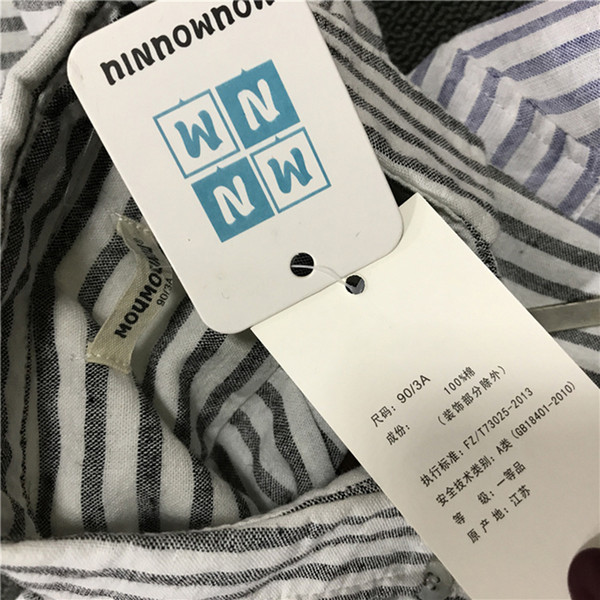 90/3A
尺码：90/3A
成份：100%棉
（装饰部分除外）
执行标准：FZ/T73025-2013
安全技术类别：A类（GB18401-2010）
等 级：一等品
原产地：江苏